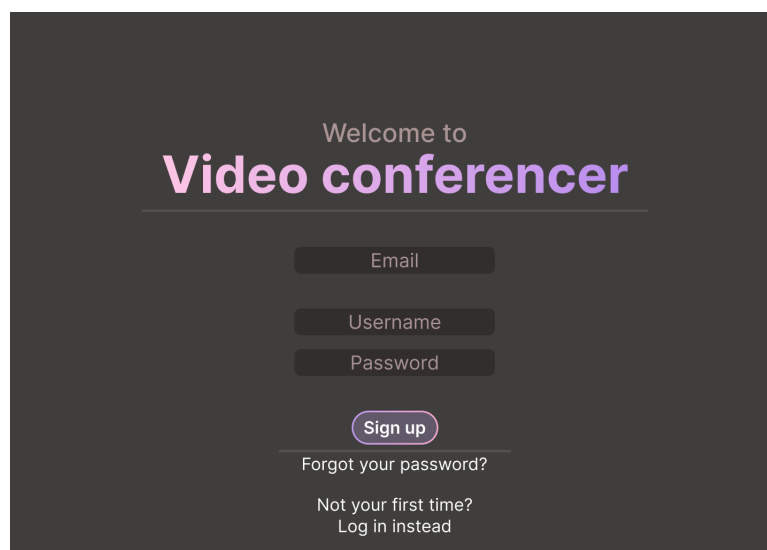 Welcome to
Video conferencer
Email
Username
Password
Sign up
Forgot your password?
Not your first time?
Log in instead